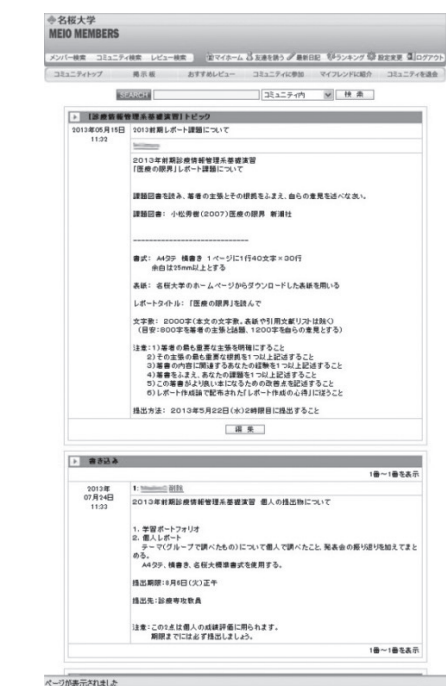 名桜大学
MEIO MEMBERS
メンバー検索 コミュニティ検索 レビュー検索 マイホーム 友達を誘う 最新日記 ランキング 設定変更 ログアウト
コミュニティトップ 掲示板 おすすめレビュー コミュニティに参加 マイフレンドに紹介 コミュニティを退会
SEARCH コミュニティ内 検索
【診療情報管理系基礎演習】トピック
2013年05月15日
11:32
2013前期レポート課題について
2013年前期診療情報管理系基礎演習
「医療の限界」レポート課題について
課題図書を読み、著者の主張とその根拠をふまえ、自らの意見を述べなさい。
課題図書: 小松秀樹(2007)医療の限界 新潮社
------------------------------
書式: A4タテ 横書き 1ページに1行40文字×30行
余白は25mm以上とする
表紙: 名桜大学のホームページからダウンロードした表紙を用いる
レポートタイトル: 「医療の限界」を読んで
文字数: 2000字(本文の文字数。表紙や引用文献リストは除く)
(目安:800字を著者の主張と話題、1200字を自らの意見とする)
注意:1)著者の最も重要な主張を明確にすること
2)その主張の最も重要な根拠を1つ以上記述すること
3)著書の内容に関連するあなたの経験を1つ以上記述すること
4)著書をふまえ、あなたの課題を1つ以上記述すること
5)この著書がより良い本になるための改善点を記述すること
6)レポート作成論で配布された「レポート作成の心得」に従うこと
提出方法: 2013年5月22日(水)2時限目に提出すること
編集
書き込み
1番～1番を表示
2013年
07月24日
11:33
1: 削除
2013年前期診療情報管理系基礎演習 個人の提出物について
1. 学習ポートフォリオ
2. 個人レポート
テーマ(グループで調べたもの)について個人で調べたこと、発表会の振り返りを加えてまと
める。
A4タテ、横書き、名桜大標準書式を使用する。
提出期限:8月6日(火)正午
提出先:診療専攻教員
注意:この2点は個人の成績評価に用られます。
期限までには必ず提出しましょう。
1番～1番を表示
ページが表示されました